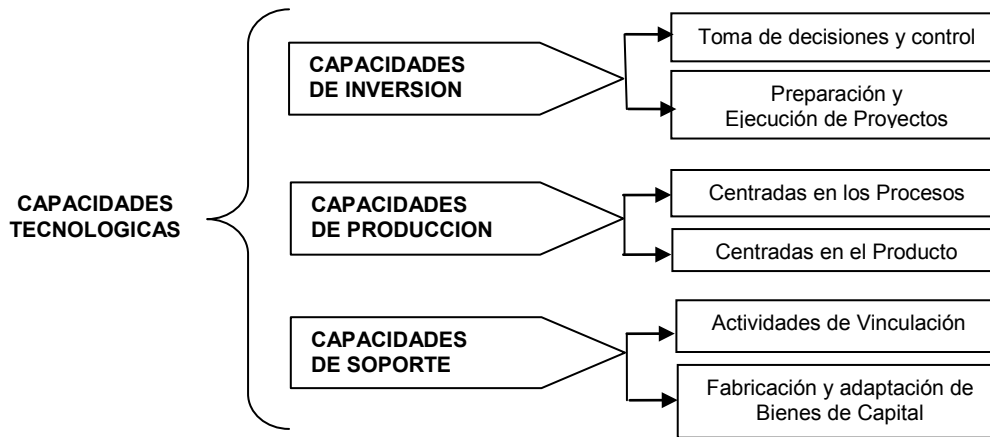 CAPACIDADES
TECNOLOGICAS
CAPACIDADES
DE INVERSION
Toma de decisiones y control
Preparación y
Ejecución de Proyectos
CAPACIDADES
DE PRODUCCION
Centradas en los Procesos
Centradas en el Producto
CAPACIDADES
DE SOPORTE
Actividades de Vinculación
Fabricación y adaptación de
Bienes de Capital